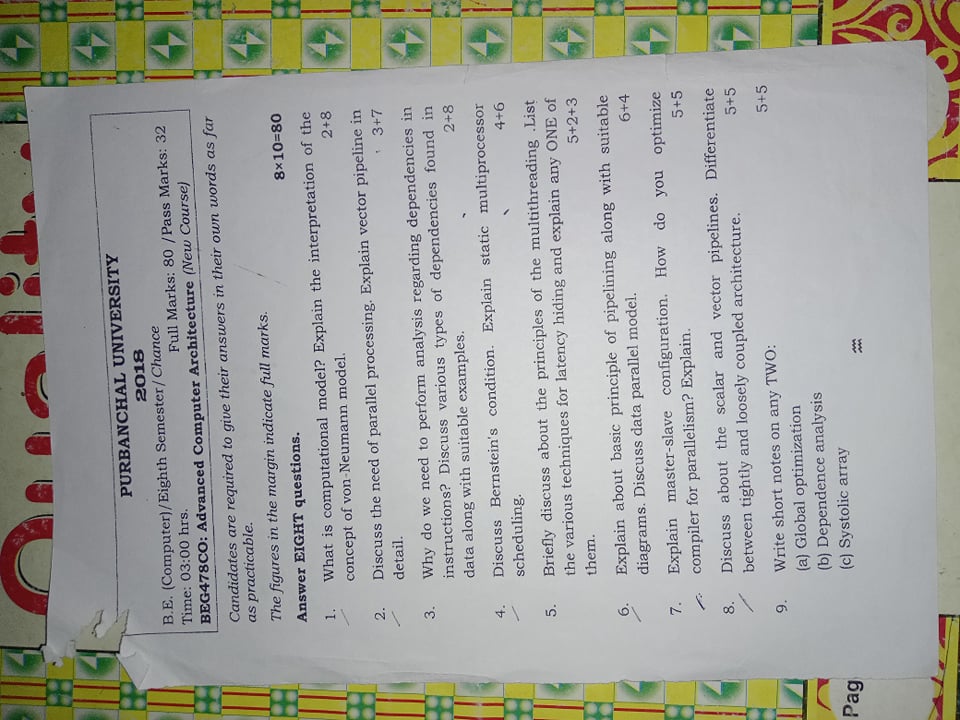 Quality
PURBANCHAL UNIVERSITY
2018
B.E. (Computer)/Eighth Semester/Chance
Time: 03:00 hrs. Full Marks: 80 /Pass Marks: 32
BEG478CO: Advanced Computer Architecture (New Course)
Candidates are required to give their answers in their own words as far
as practicable.
The figures in the margin indicate full marks.
Answer EIGHT questions. 8×10=80
1. What is computational model? Explain the interpretation of the
concept of von-Neumann model. 2+8
2. Discuss the need of parallel processing. Explain vector pipeline in
detail. 3+7
3. Why do we need to perform analysis regarding dependencies in
instructions? Discuss various types of dependencies found in
data along with suitable examples. 2+8
4. Discuss Bernstein's condition. Explain static multiprocessor
scheduling. 4+6
5. Briefly discuss about the principles of the multithreading .List
the various techniques for latency hiding and explain any ONE of
them. 5+2+3
6. Explain about basic principle of pipelining along with suitable
diagrams. Discuss data parallel model. 6+4
7. Explain master-slave configuration. How do you optimize
compiler for parallelism? Explain. 5+5
8. Discuss about the scalar and vector pipelines. Differentiate
between tightly and loosely coupled architecture. 5+5
9. Write short notes on any TWO: 5+5
(a) Global optimization
(b) Dependence analysis
(c) Systolic array
Pag